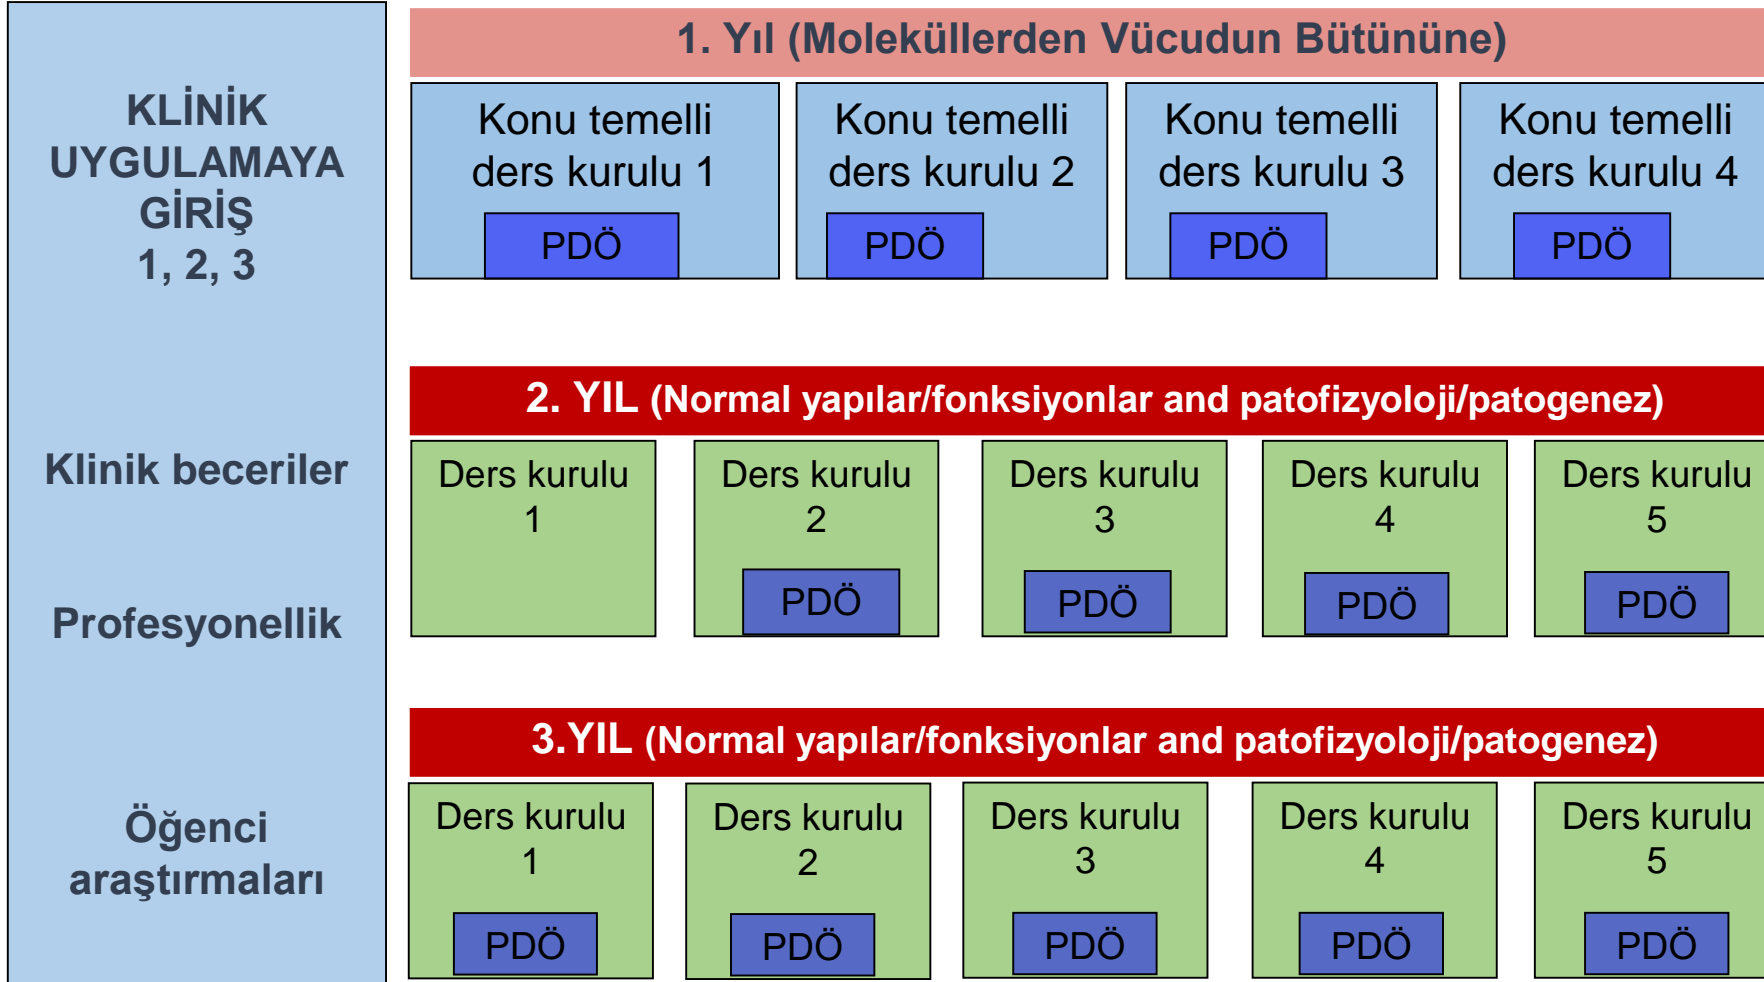 KLİNİK
UYGULAMAYA
GİRİŞ
1, 2, 3
Klinik beceriler
Profesyonellik
Öğenci
araştırmaları
1. Yıl (Moleküllerden Vücudun Bütününe)
Konu temelli
ders kurulu 1
PDÖ
Konu temelli
ders kurulu 2
PDÖ
Konu temelli
ders kurulu 3
PDÖ
Konu temelli
ders kurulu 4
PDÖ
2. YIL (Normal yapılar/fonksiyonlar and patofizyoloji/patogenez)
Ders kurulu
1
Ders kurulu
2
PDÖ
Ders kurulu
3
PDÖ
Ders kurulu
4
PDÖ
Ders kurulu
5
PDÖ
3.YIL (Normal yapılar/fonksiyonlar and patofizyoloji/patogenez)
Ders kurulu
1
PDÖ
Ders kurulu
2
PDÖ
Ders kurulu
3
PDÖ
Ders kurulu
4
PDÖ
Ders kurulu
5
PDÖ